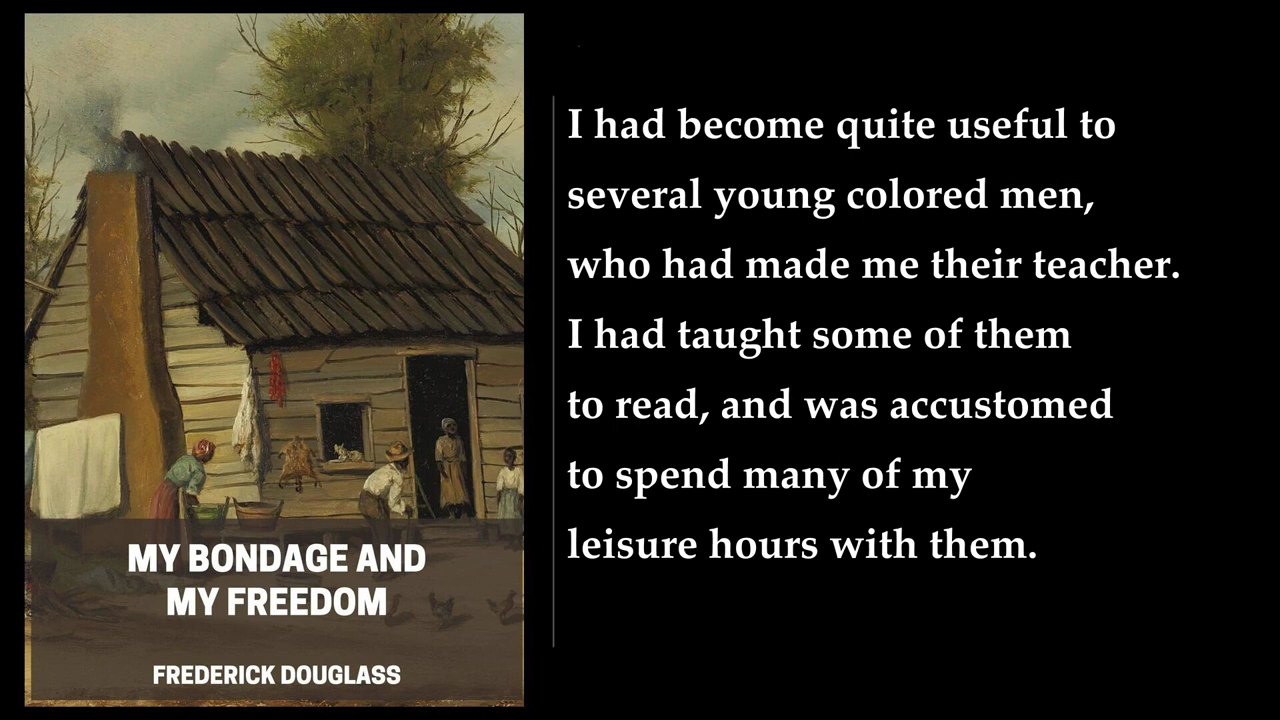 MY BONDAGE AND
MY FREEDOM
FREDERICK DOUGLASS
I had become quite useful to
several young colored men,
who had made me their teacher.
I had taught some of them
to read, and was accustomed
to spend many of my
leisure hours with them.